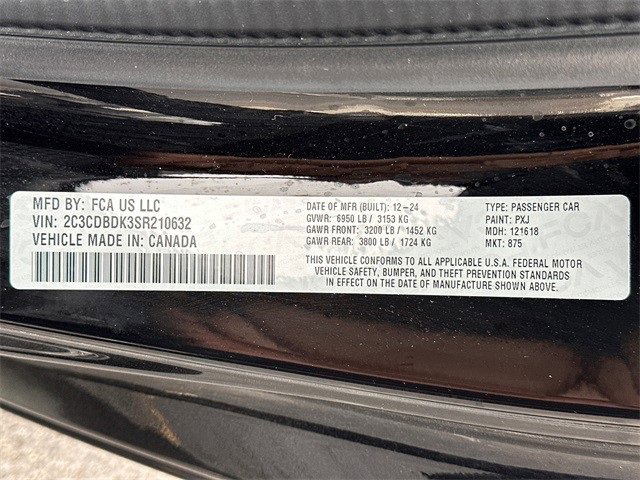 MFD BY: FCA US LLC
VIN: 2C3CDBDK3SR210632
VEHICLE MADE IN: CANADA
DATE OF MFR (BUILT): 12-24
GVWR: 6950 LB / 3153 KG
GAWR FRONT: 3200 LB / 1452 KG
GAWR REAR: 3800 LB / 1724 KG
TYPE: PASSENGER CAR
PAINT: PXJ
MDH: 121618
MKT: 875
THIS VEHICLE CONFORMS TO ALL APPLICABLE U.S.A. FEDERAL MOTOR
VEHICLE SAFETY, BUMPER, AND THEFT PREVENTION STANDARDS
IN EFFECT ON THE DATE OF MANUFACTURE SHOWN ABOVE.